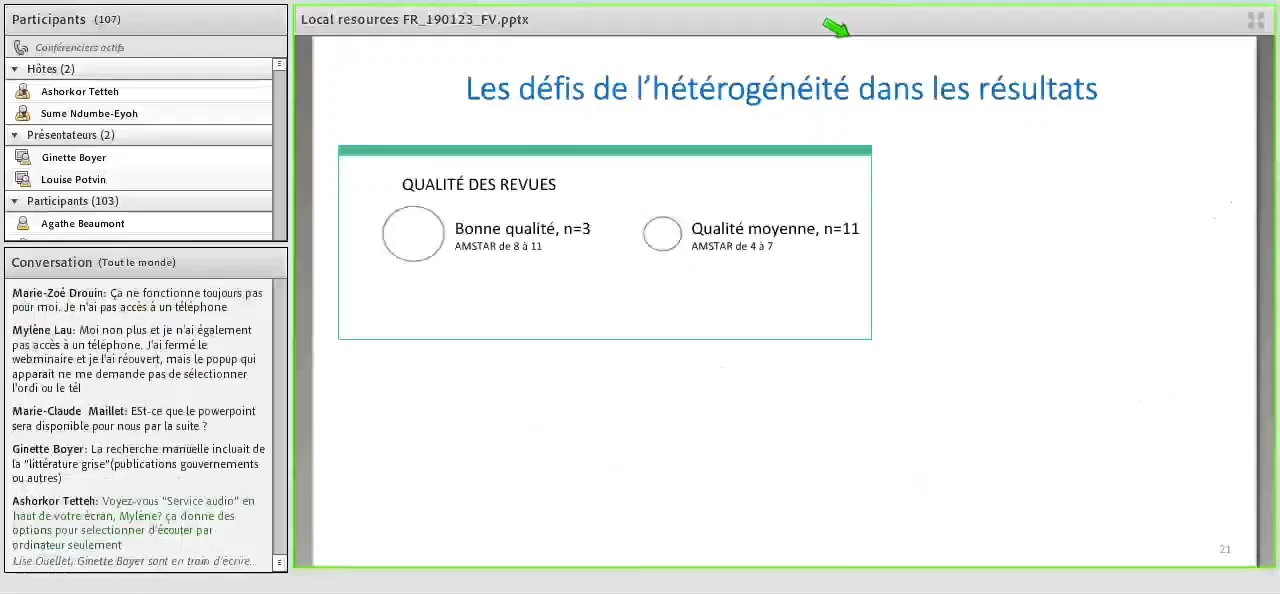 Participants (107)
Conférenciers actifs
Hôtes (2)
Ashorkor Tetteh
Sume Ndumbe-Eyoh
Présentateurs (2)
Ginette Boyer
Louise Potvin
Participants (103)
Agathe Beaumont
Conversation (Tout le monde)
Marie-Zoé Drouin: Ça ne fonctionne toujours pas
pour moi. Je n'ai pas accès à un téléphone
Mylène Lau: Moi non plus et je n'ai également
pas accès à un téléphone. J'ai fermé le
webminaire et je l'ai réouvert, mais le popup qui
apparait ne me demande pas de sélectionner
l'ordi ou le tél
Marie-Claude Maillet: ESt-ce que le powerpoint
sera disponible pour nous par la suite ?
Ginette Boyer: La recherche manuelle incluait de
la "littérature grise"(publications gouvernements
ou autres)
Ashorkor Tetteh: Voyez-vous "Service audio" en
haut de votre écran, Mylène? ça donne des
options pour selectionner d'écouter par
ordinateur seulement
Lise Ouellet, Ginette Boyer sont en train d'écrire...
Local resources FR_190123_FV.pptx
Les défis de l'hétérogénéité dans les résultats
QUALITÉ DES REVUES
Bonne qualité, n=3
AMSTAR de 8 à 11
Qualité moyenne, n=11
AMSTAR de 4 à 7
21